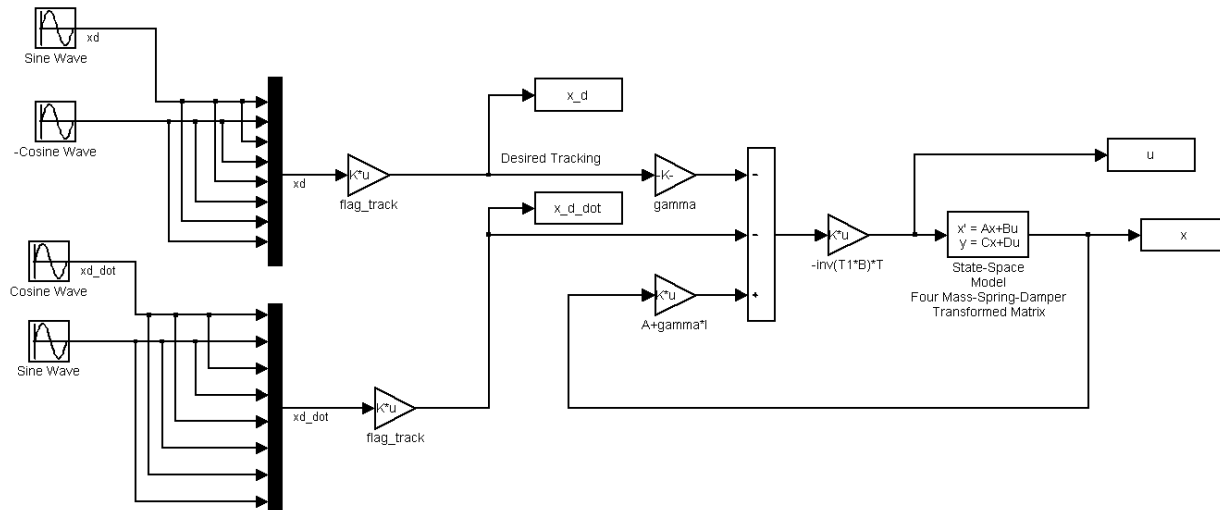 xd
Sine Wave
-Cosine Wave
xd
K*u
flag_track
x_d
Desired Tracking
-K-
gamma
x_d_dot
-
-
+
K*u
A+gamma*I
K*u
-inv(T1*B)*T
u
x' = Ax+Bu
y = Cx+Du
State-Space
Model
Four Mass-Spring-Damper
Transformed Matrix
x
xd_dot
Cosine Wave
Sine Wave
xd_dot
K*u
flag_track